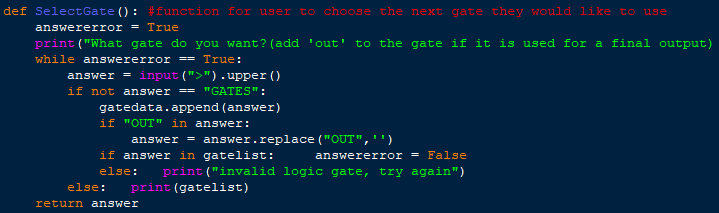 def SelectGate(): #function for user to choose the next gate they would like to use
answererror = True
print("What gate do you want?(add 'out' to the gate if it is used for a final output)
while answererror == True:
answer = input(">").upper()
if not answer == "GATES":
gatedata.append(answer)
if "OUT" in answer:
answer = answer.replace("OUT",'')
if answer in gatelist: answererror = False
else: print("invalid logic gate, try again")
else: print(gatelist)
return answer